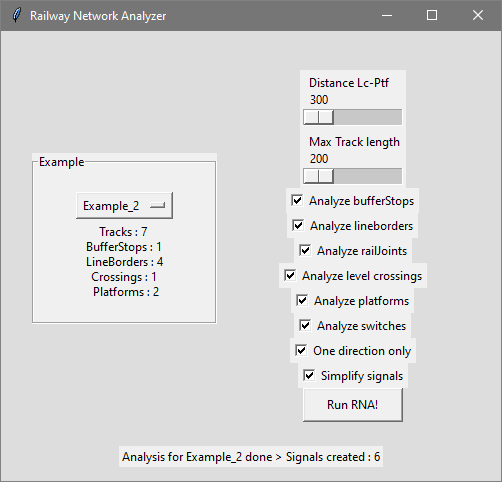 Railway Network Analyzer
Distance Lc-Ptf
300
Max Track length
200
Example
Example_2
Tracks : 7
BufferStops : 1
LineBorders : 4
Crossings : 1
Platforms : 2
Analyze bufferStops
Analyze lineborders
Analyze railJoints
Analyze level crossings
Analyze platforms
Analyze switches
One direction only
Simplify signals
Run RNA!
Analysis for Example_2 done > Signals created : 6